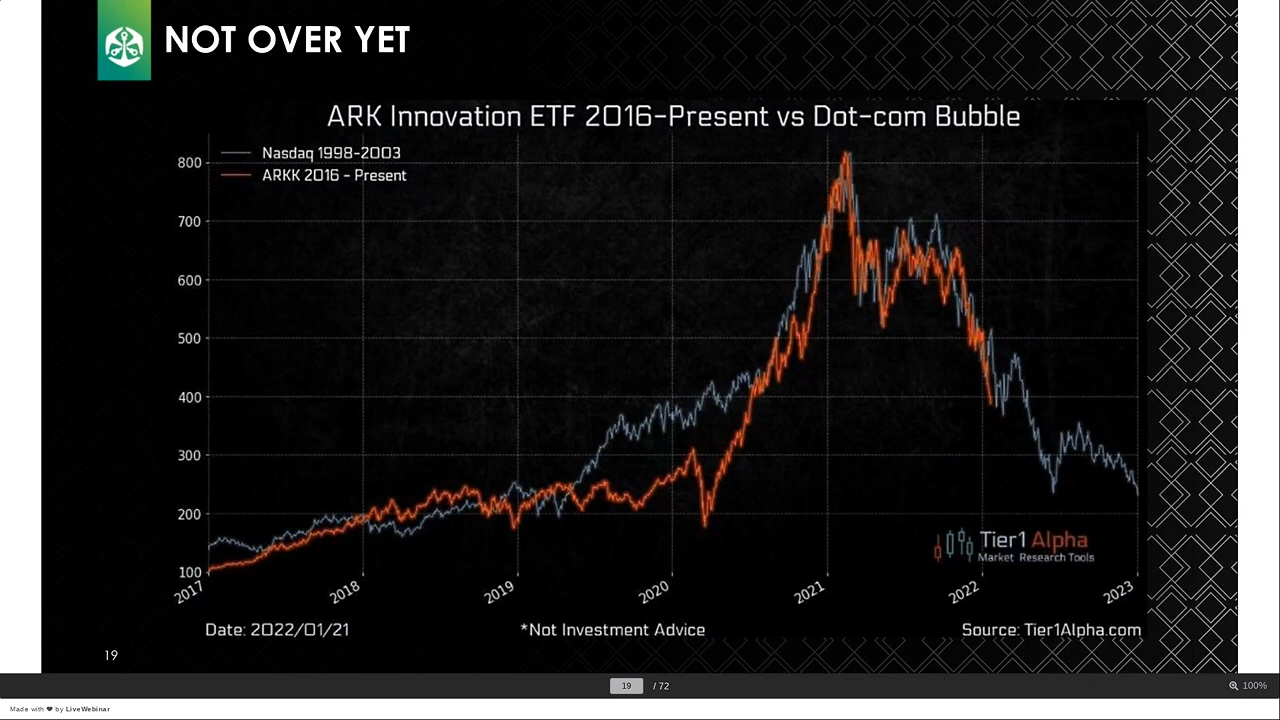 NOT OVER YET
ARK Innovation ETF 2016-Present vs Dot-com Bubble
Nasdaq 1998-2003
ARKK 2016 - Present
800
700
600
500
400
300
200
100
2017
2018
2019
2020
2021
2022
2023
Tier1 Alpha
Market Research Tools
Date: 2022/01/21
*Not Investment Advice
Source: Tier1Alpha.com
19
19 / 72
100%
Made with ❤ by LiveWebinar